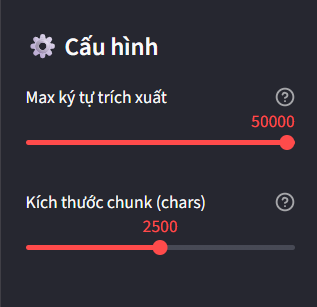 Cấu hình
Max ký tự trích xuất
50000
Kích thước chunk (chars)
2500